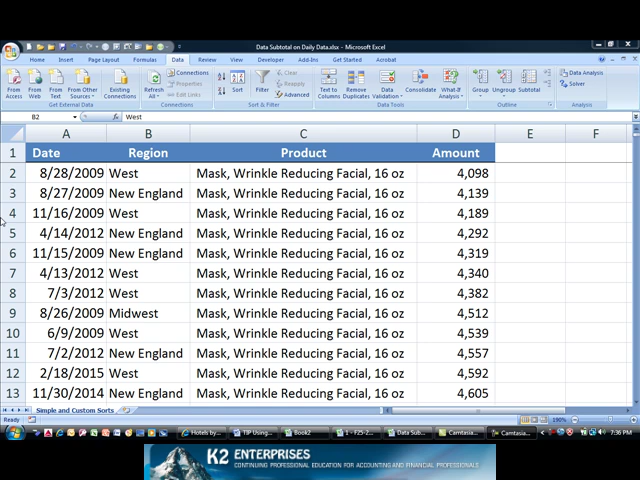 Data Subtotal on Daily Data.xlsx - Microsoft Excel
Home Insert Page Layout Formulas Data Review View Developer Add-Ins Get Started Acrobat
From Access From Web From Text From Other Sources Existing Connections Refresh All Connections Properties Edit Links Sort Filter Clear Reapply Advanced Text to Columns Remove Duplicates Data Validation Consolidate What-If Analysis Group Ungroup Subtotal Data Analysis Solver
Get External Data Connections Sort & Filter Data Tools Outline Analysis
B2 West
A B C D E F
1 Date Region Product Amount
2 8/28/2009 West Mask, Wrinkle Reducing Facial, 16 oz 4,098
3 8/27/2009 New England Mask, Wrinkle Reducing Facial, 16 oz 4,139
4 11/16/2009 West Mask, Wrinkle Reducing Facial, 16 oz 4,189
5 4/14/2012 New England Mask, Wrinkle Reducing Facial, 16 oz 4,292
6 11/15/2009 New England Mask, Wrinkle Reducing Facial, 16 oz 4,319
7 4/13/2012 West Mask, Wrinkle Reducing Facial, 16 oz 4,340
8 7/3/2012 West Mask, Wrinkle Reducing Facial, 16 oz 4,382
9 8/26/2009 Midwest Mask, Wrinkle Reducing Facial, 16 oz 4,512
10 6/9/2009 West Mask, Wrinkle Reducing Facial, 16 oz 4,539
11 7/2/2012 New England Mask, Wrinkle Reducing Facial, 16 oz 4,557
12 2/18/2015 West Mask, Wrinkle Reducing Facial, 16 oz 4,592
13 11/30/2014 New England Mask, Wrinkle Reducing Facial, 16 oz 4,605
Simple and Custom Sorts
Ready 190%
Hotels by... TIP Using... Book2 1 - F25-2... Data Sub... Camtasia... Camtasia... 7:36 PM
K2 ENTERPRISES
CONTINUING PROFESSIONAL EDUCATION FOR ACCOUNTING AND FINANCIAL PROFESSIONALS